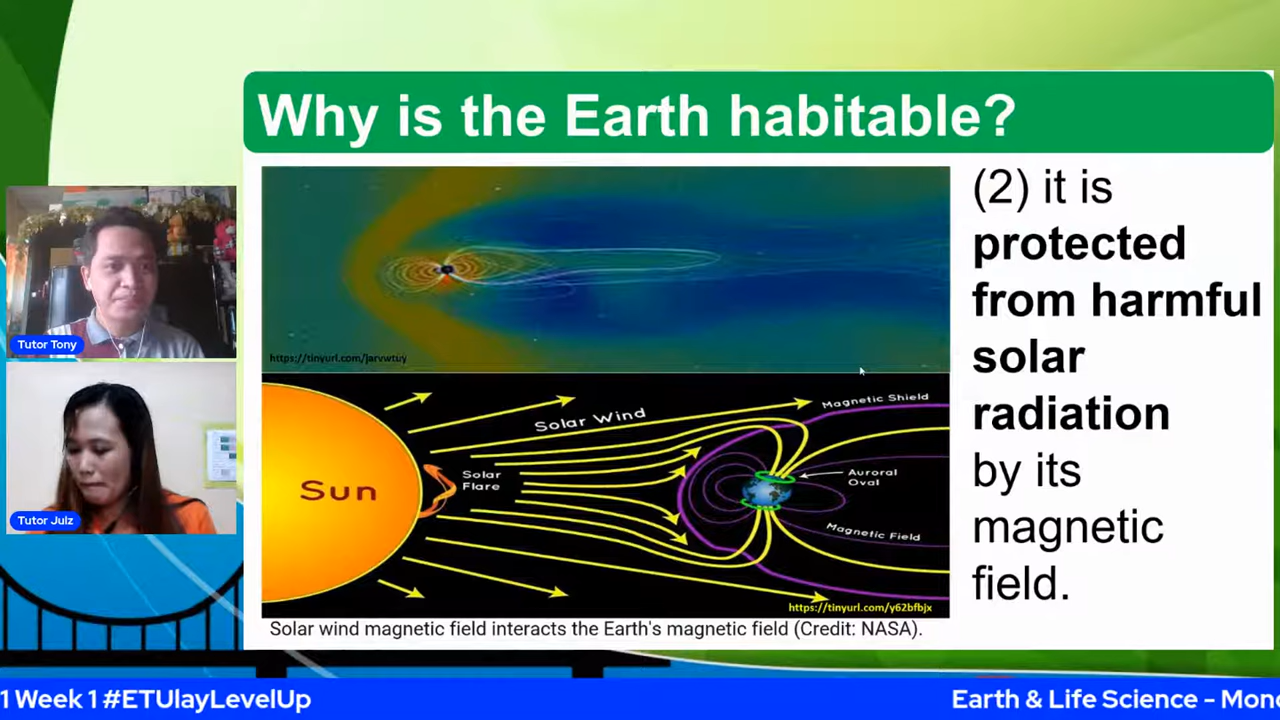 Why is the Earth habitable?
https://tinyurl.com/jarvwtuy
(2) it is
protected
from harmful
solar
radiation
by its
magnetic
field.
Tutor Tony
Tutor Julz
Sun
Solar Wind
Solar
Flare
Magnetic Shield
Auroral
Oval
Magnetic Field
https://tinyurl.com/y62bfbjx
Solar wind magnetic field interacts the Earth's magnetic field (Credit: NASA).
1 Week 1 #ETUlayLevelUp
Earth & Life Science - Mond